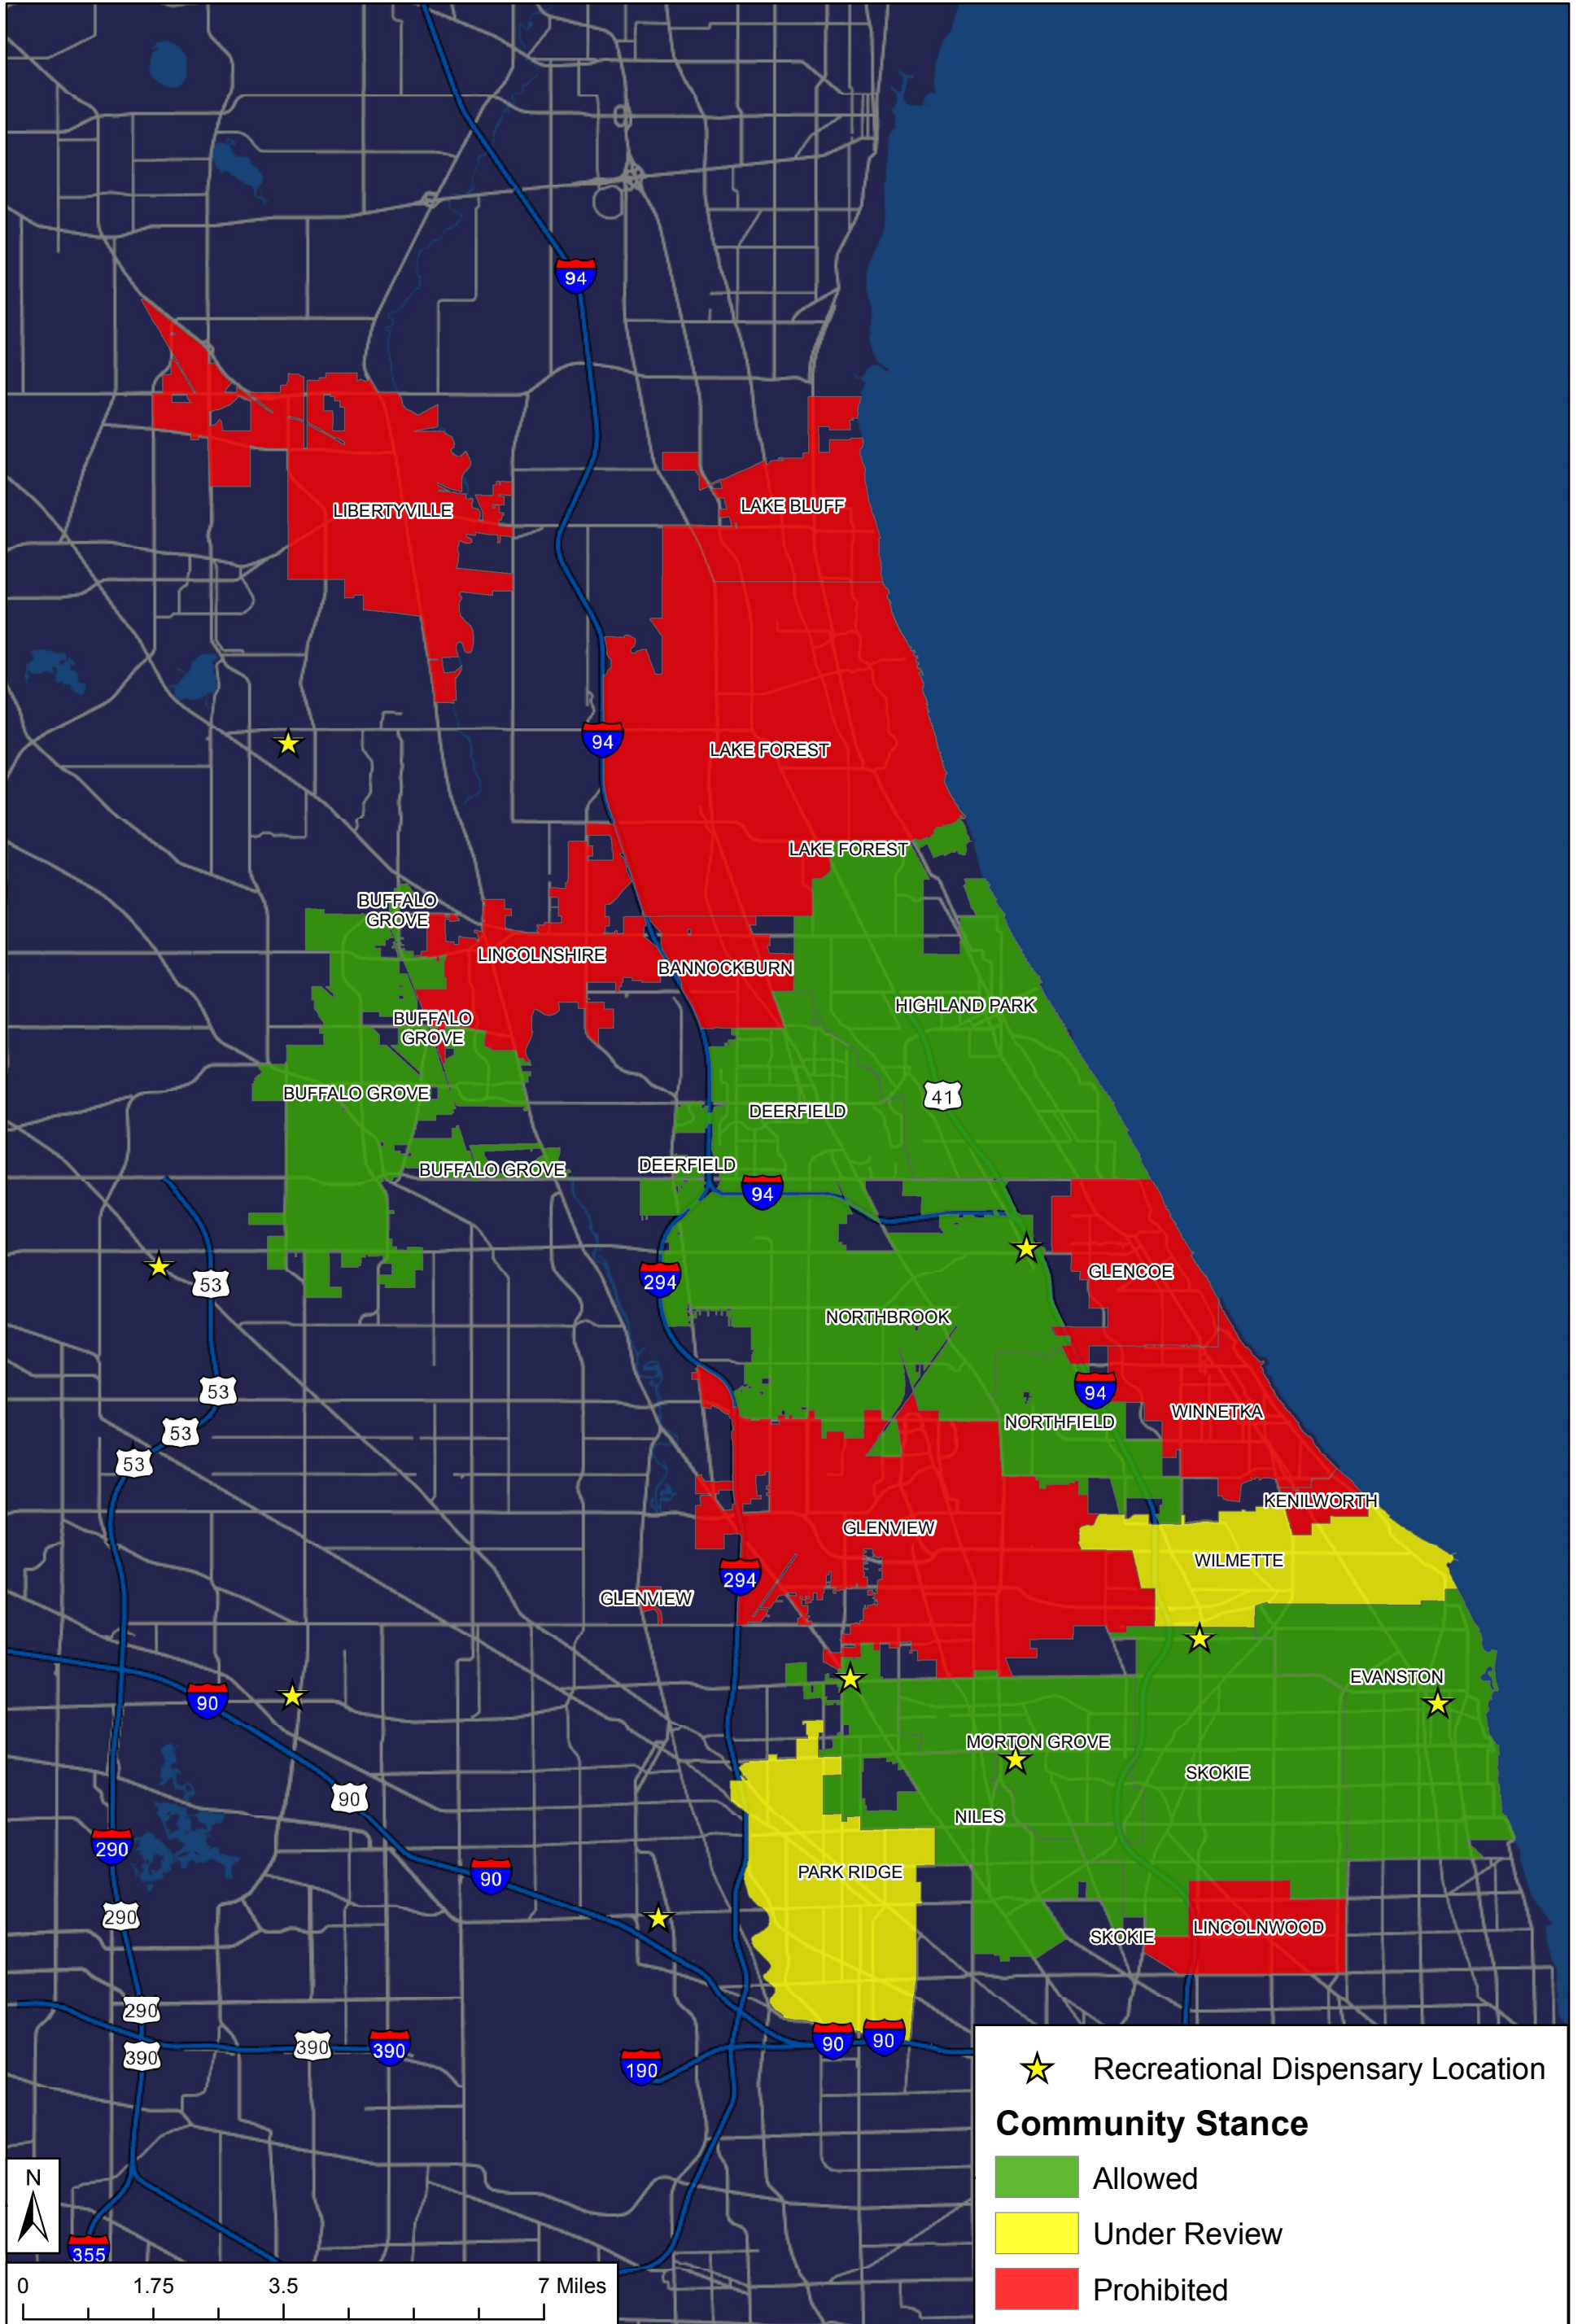 94
LIBERTYVILLE
LAKE BLUFF
94
LAKE FOREST
LAKE FOREST
BUFFALO
GROVE
LINCOLNSHIRE
BANNOCKBURN
HIGHLAND PARK
BUFFALO
GROVE
BUFFALO GROVE
41
DEERFIELD
DEERFIELD
BUFFALO GROVE
94
GLENCOE
294
53
NORTHBROOK
53
94
WINNETKA
NORTHFIELD
53
53
KENILWORTH
GLENVIEW
WILMETTE
294
GLENVIEW
EVANSTON
90
MORTON GROVE
SKOKIE
90
NILES
290
PARK RIDGE
90
290
LINCOLNWOOD
SKOKIE
290
90
90
390
390
390
190
355
Recreational Dispensary Location
Community Stance
Allowed
Under Review
Prohibited
N
0 1.75 3.5 7 Miles